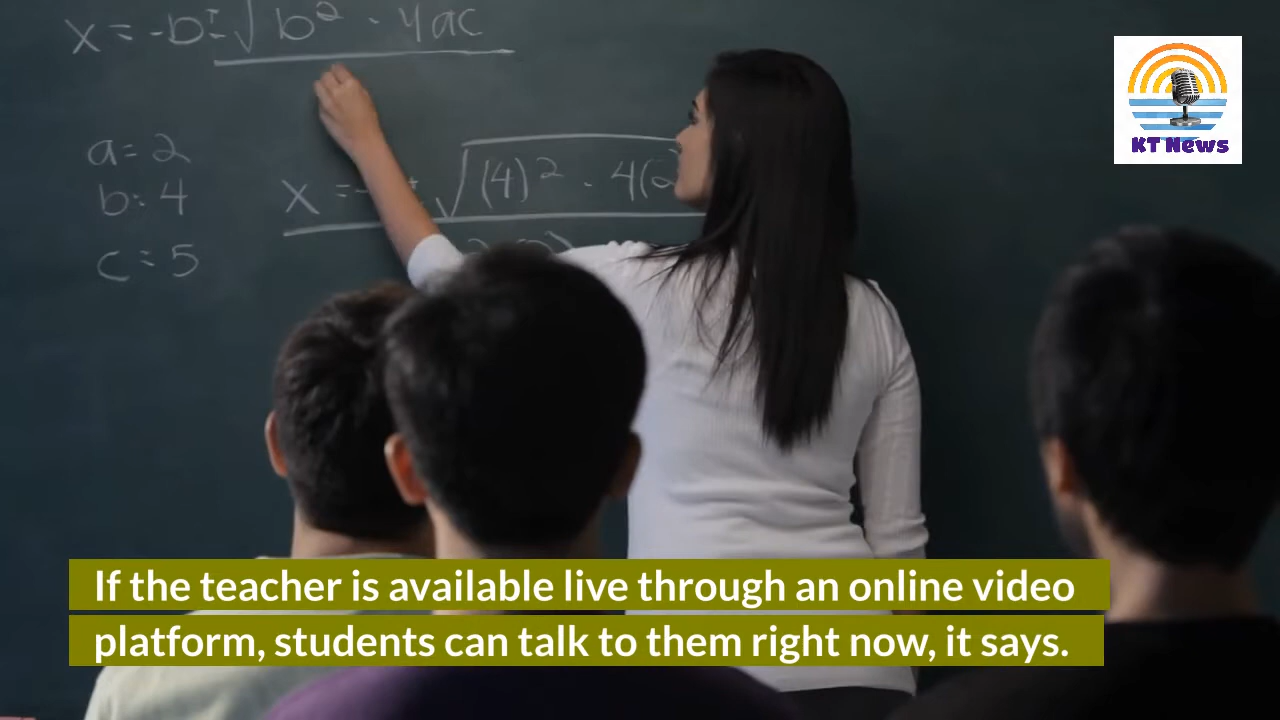 x = -b ± √ b² - 4ac
a = 2
b: 4
c = 5
x = - √(4)² - 4(2
KT News
If the teacher is available live through an online video
platform, students can talk to them right now, it says.